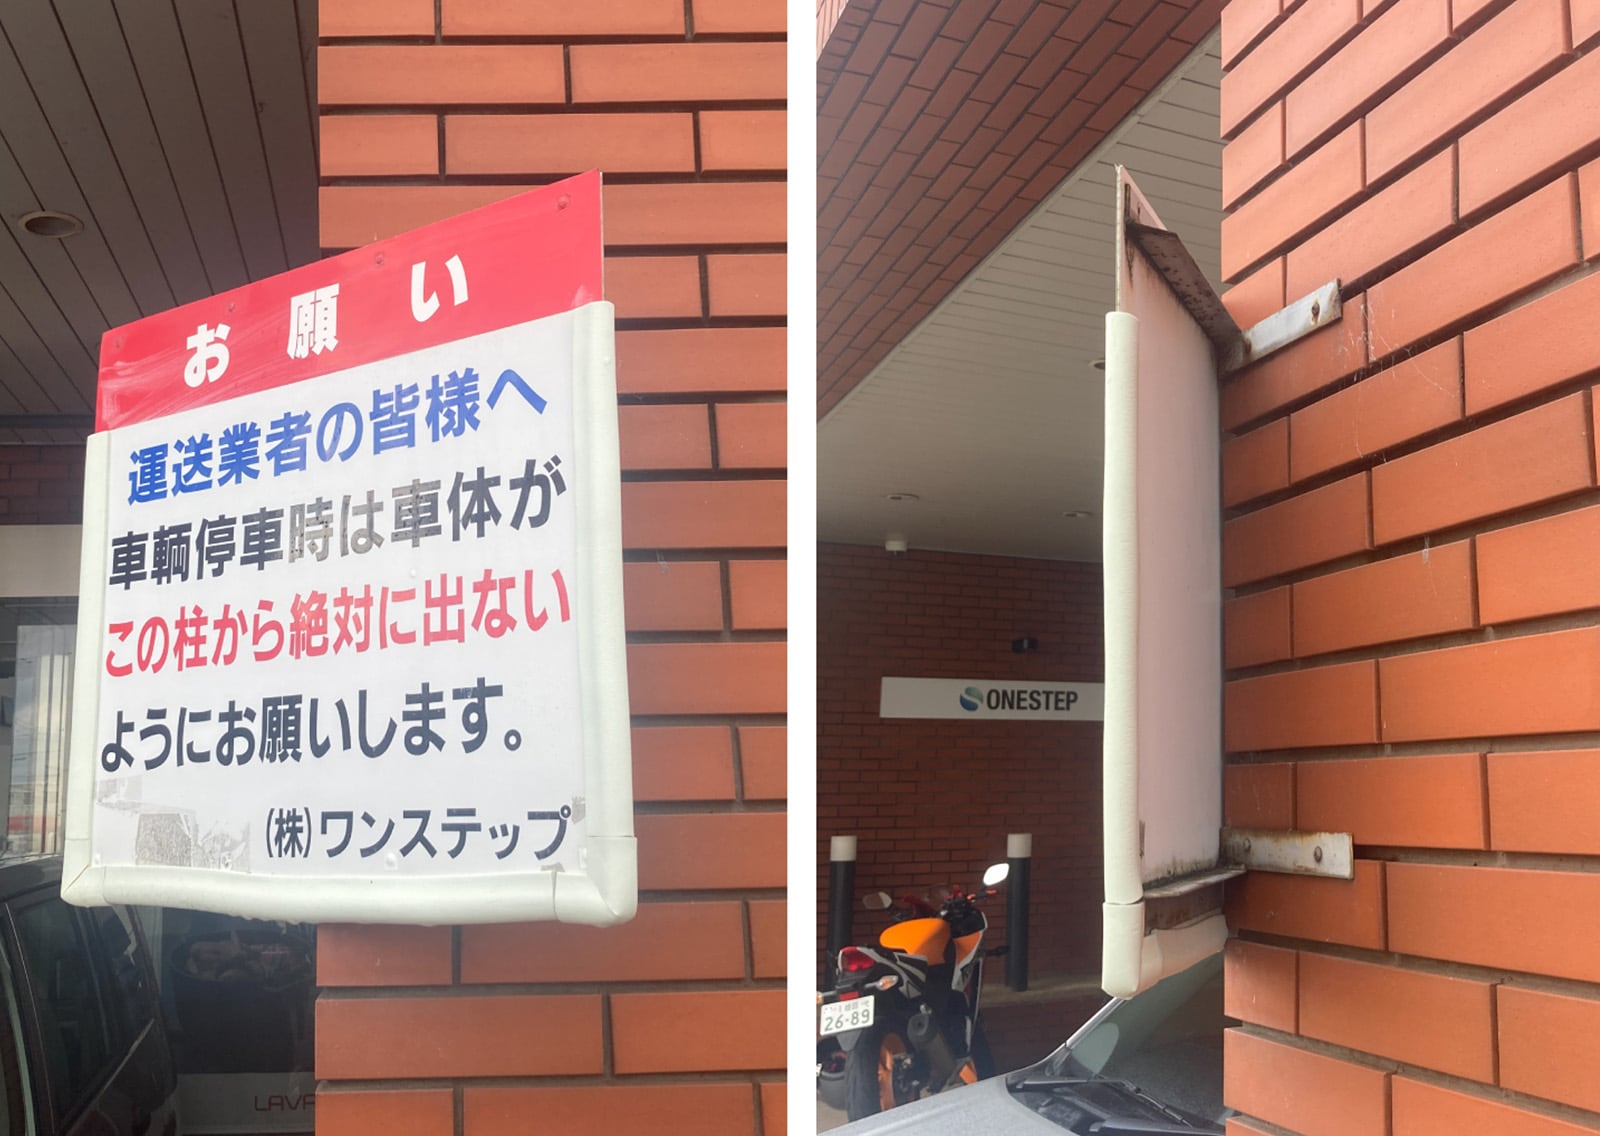 お願い
運送業者の皆様へ
車輌停車時は車体が
この柱から絶対に出ない
ようにお願いします。
(株)ワンステップ
LAVA
ONESTEP
26-89